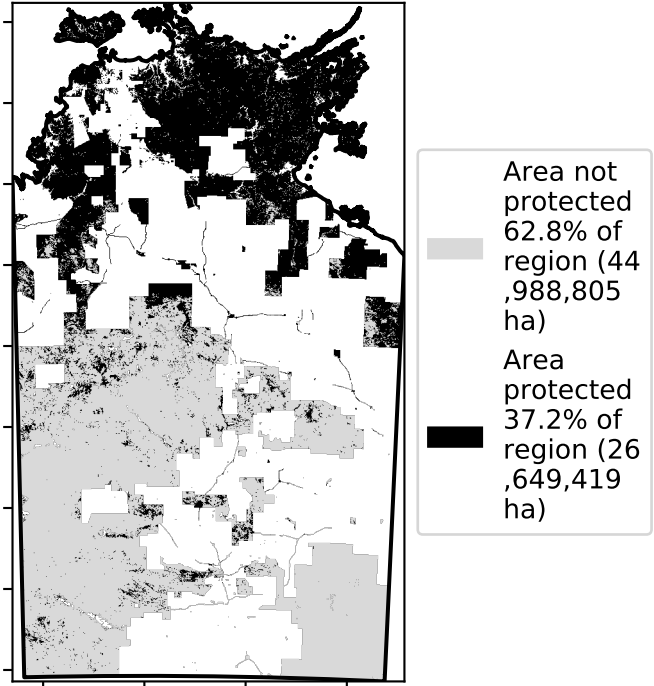 Area not
protected
62.8% of
region (44
,988,805
ha)
Area
protected
37.2% of
region (26
,649,419
ha)